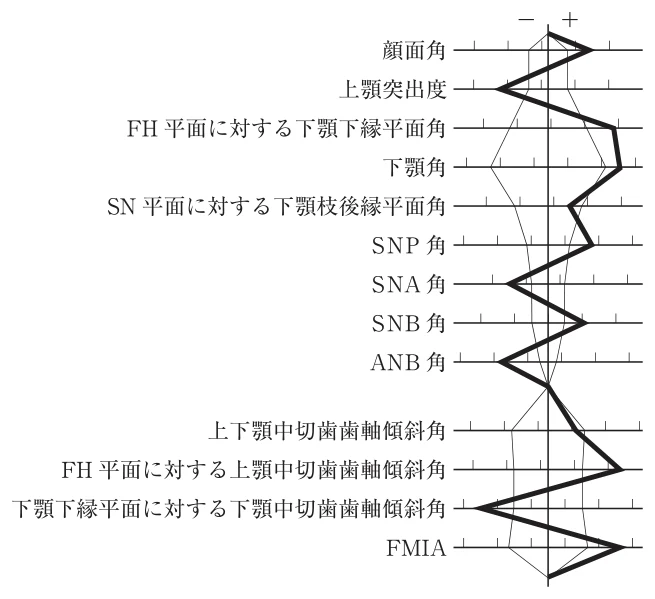 − +
顔面角
上顎突出度
FH 平面に対する下顎下縁平面角
下顎角
SN 平面に対する下顎枝後縁平面角
SNP 角
SNA 角
SNB 角
ANB 角
上下顎中切歯歯軸傾斜角
FH 平面に対する上顎中切歯歯軸傾斜角
下顎下縁平面に対する下顎中切歯歯軸傾斜角
FMIA